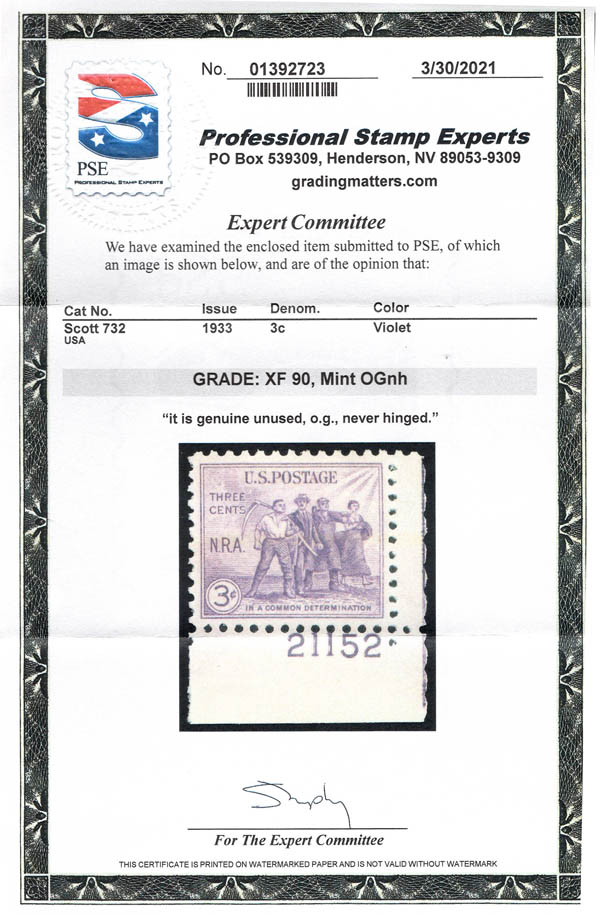 No. 01392723 3/30/2021
PSE
PROFESSIONAL STAMP EXPERTS
Professional Stamp Experts
PO Box 539309, Henderson, NV 89053-9309
gradingmatters.com
Expert Committee
We have examined the enclosed item submitted to PSE, of which
an image is shown below, and are of the opinion that:
Cat No. Issue Denom. Color
Scott 732 1933 3c Violet
USA
GRADE: XF 90, Mint OGnh
“it is genuine unused, o.g., never hinged.”
U.S.POSTAGE
THREE
CENTS
N.R.A.
3¢
IN A COMMON DETERMINATION
21152
For The Expert Committee
THIS CERTIFICATE IS PRINTED ON WATERMARKED PAPER AND IS NOT VALID WITHOUT WATERMARK